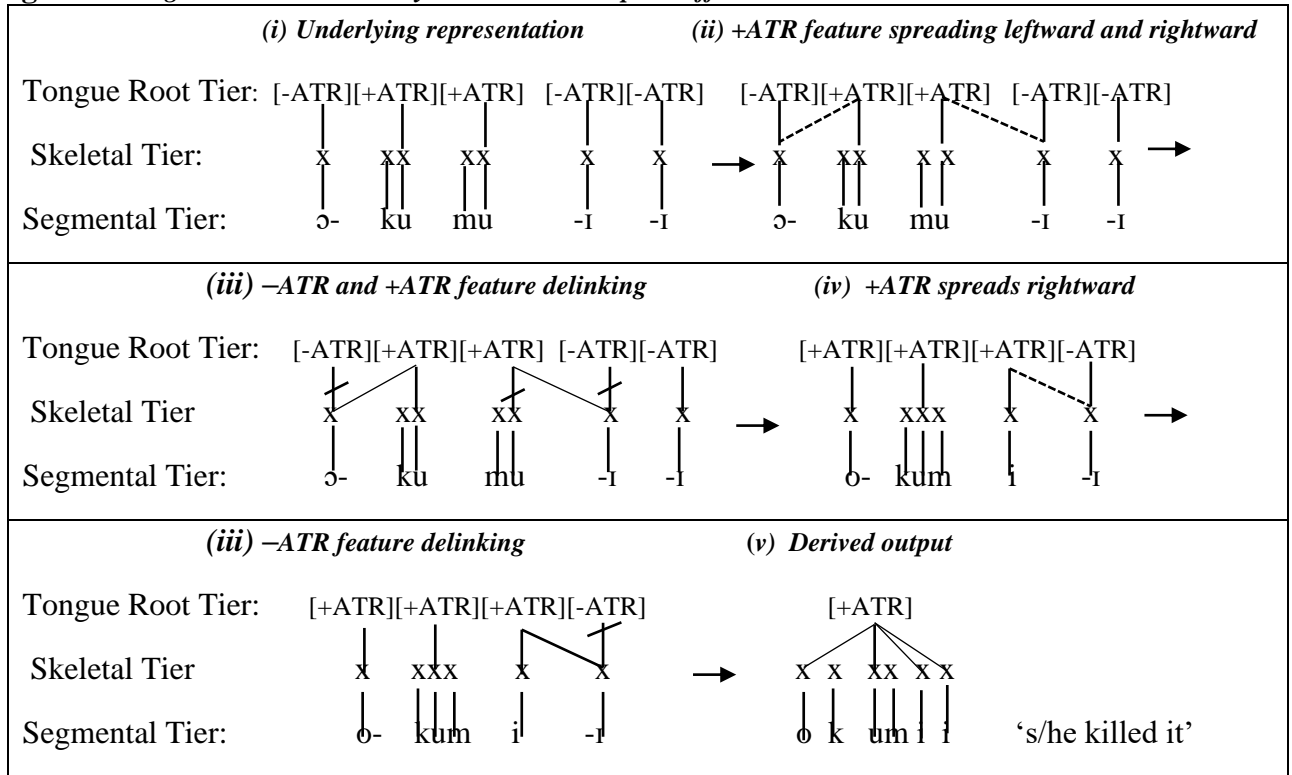 (i) Underlying representation (ii) +ATR feature spreading leftward and rightward
Tongue Root Tier: [-ATR][+ATR][+ATR] [-ATR][-ATR] [-ATR][+ATR][+ATR] [-ATR][-ATR]
Skeletal Tier: x xx xx x x x xx x x x x
Segmental Tier: ɔ- ku mu -ɪ -ɪ ɔ- ku mu -ɪ -ɪ
(iii) –ATR and +ATR feature delinking (iv) +ATR spreads rightward
Tongue Root Tier: [-ATR][+ATR][+ATR] [-ATR][-ATR] [+ATR][+ATR][+ATR][-ATR]
Skeletal Tier x xx xx x x x xxx x x
Segmental Tier: ɔ- ku mu -ɪ -ɪ o- kum i -ɪ
(iii) –ATR feature delinking (v) Derived output
Tongue Root Tier: [+ATR][+ATR][+ATR][-ATR] [+ATR]
Skeletal Tier x xxx x x x x xx x x
Segmental Tier: o- kum i -ɪ o k um i i ‘s/he killed it’